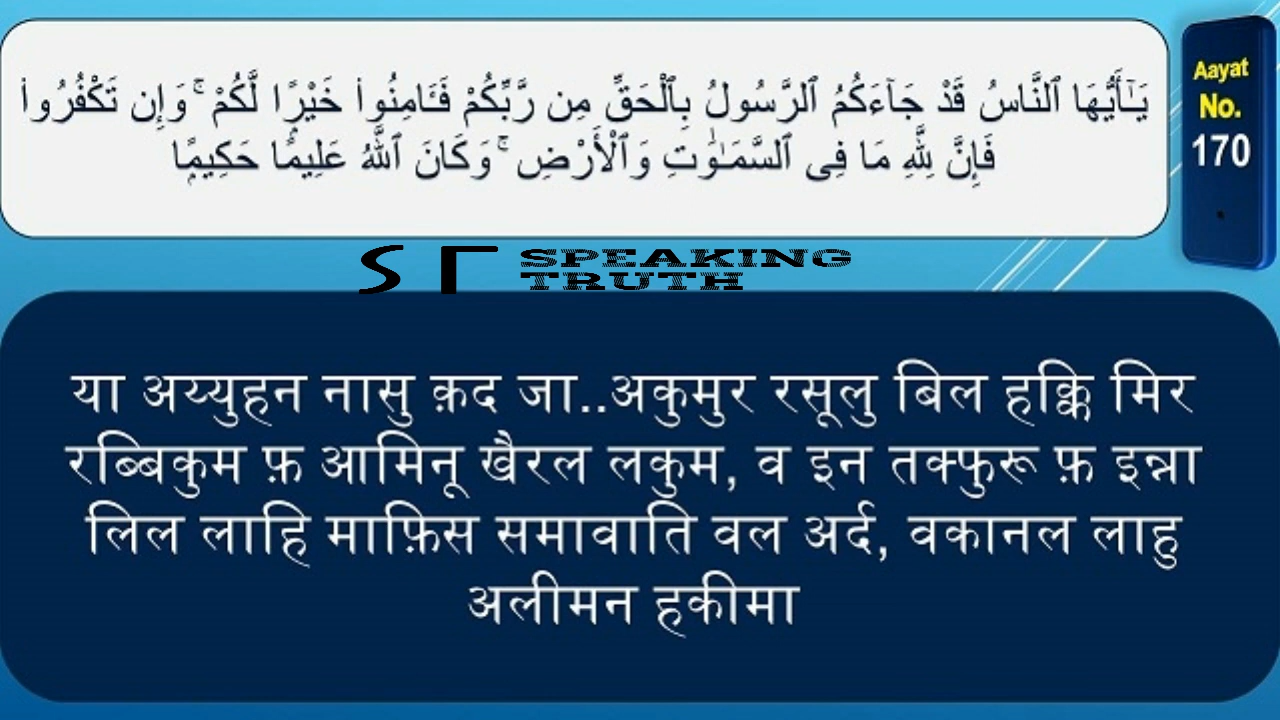 يَـٰٓأَيُّهَا ٱلنَّاسُ قَدْ جَآءَكُمُ ٱلرَّسُولُ بِٱلْحَقِّ مِن رَّبِّكُمْ فَـَٔامِنُوا۟ خَيْرًا لَّكُمْ ۚ وَإِن تَكْفُرُوا۟
فَإِنَّ لِلَّهِ مَا فِى ٱلسَّمَـٰوَٰتِ وَٱلْأَرْضِ ۚ وَكَانَ ٱللَّهُ عَلِيمًا حَكِيمًا
Aayat
No.
170
ST SPEAKING
TRUTH
या अय्युहन नासु क़द जा..अकुमुर रसूलु बिल हक्कि मिर
रब्बिकुम फ़ आमिनू खैरल लकुम, व इन तक्फुरू फ़ इन्ना
लिल लाहि माफ़िस समावाति वल अर्द, वकानल लाहु
अलीमन हकीमा